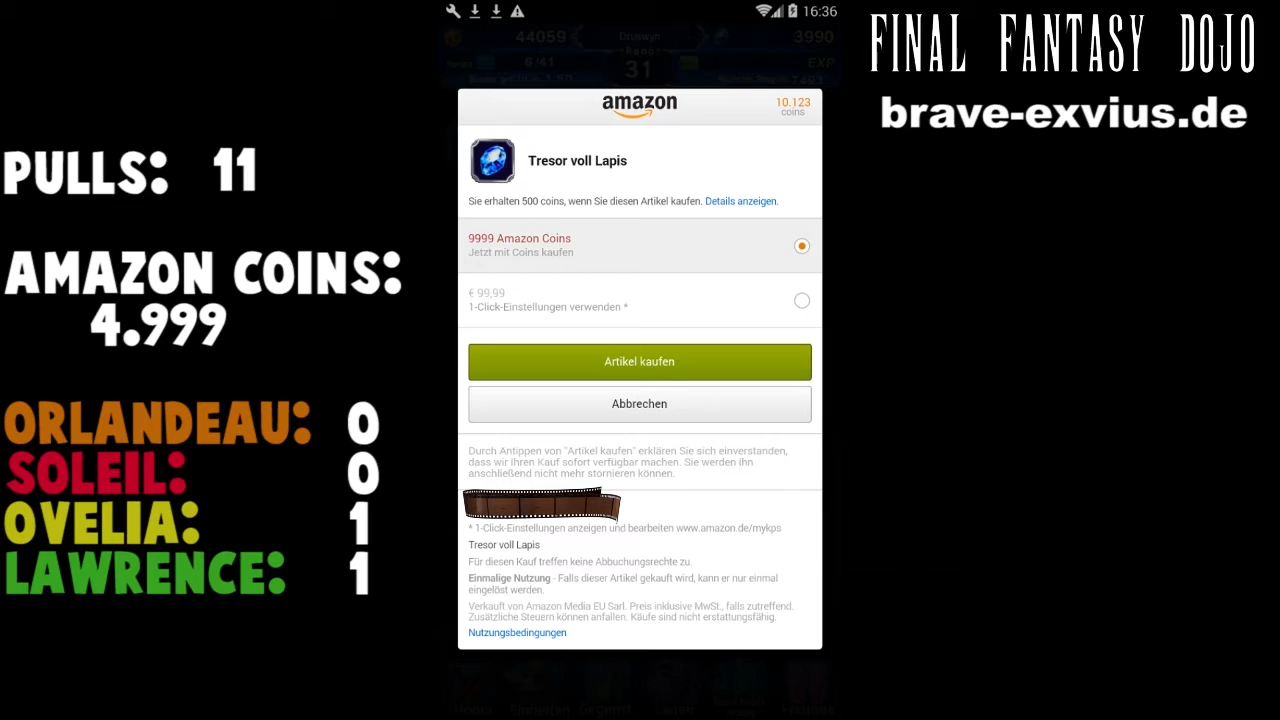 16:36
FINAL FANTASY DOJO
brave-exvius.de
44059
Druswyn
3990
Rang
31
EXP
amazon
10.123
coins
Tresor voll Lapis
Sie erhalten 500 coins, wenn Sie diesen Artikel kaufen. Details anzeigen.
9999 Amazon Coins
Jetzt mit Coins kaufen
€ 99,99
1-Click-Einstellungen verwenden *
Artikel kaufen
Abbrechen
Durch Antippen von "Artikel kaufen" erklären Sie sich einverstanden,
dass wir Ihren Kauf sofort verfügbar machen. Sie werden ihn
anschließend nicht mehr stornieren können.
* 1-Click-Einstellungen anzeigen und bearbeiten www.amazon.de/mykps
Tresor voll Lapis
Für diesen Kauf treffen keine Abbuchungsrechte zu.
Einmalige Nutzung - Falls dieser Artikel gekauft wird, kann er nur einmal
eingelöst werden.
Verkauft von Amazon Media EU Sarl. Preis inklusive MwSt., falls zutreffend.
Zusätzliche Steuern können anfallen. Käufe sind nicht erstattungsfähig.
Nutzungsbedingungen
PULLS: 11
AMAZON COINS:
4.999
ORLANDEAU: 0
SOLEIL: 0
OVELIA: 1
LAWRENCE: 1